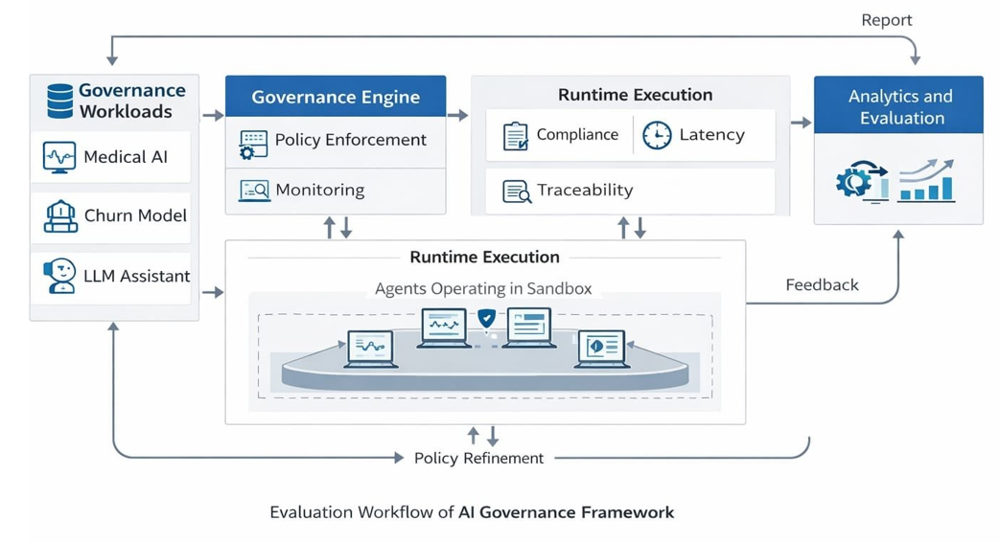 Report
Governance
Workloads
Medical AI
Churn Model
LLM Assistant
Governance Engine
Policy Enforcement
Monitoring
Runtime Execution
Compliance
Latency
Traceability
Analytics and
Evaluation
Runtime Execution
Agents Operating in Sandbox
Feedback
Policy Refinement
Evaluation Workflow of AI Governance Framework